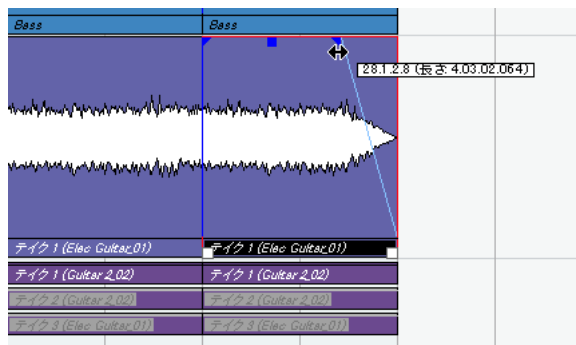 Bass Bass
28.1.2.8 (長さ 4.03.02.064)
テイク 1 (Elec Guitar_01) テイク 1 (Elec Guitar_01)
テイク 1 (Guitar 2_02) テイク 1 (Guitar 2_02)
テイク 2 (Guitar 2_02) テイク 2 (Guitar 2_02)
テイク 3 (Elec Guitar_01) テイク 3 (Elec Guitar_01)